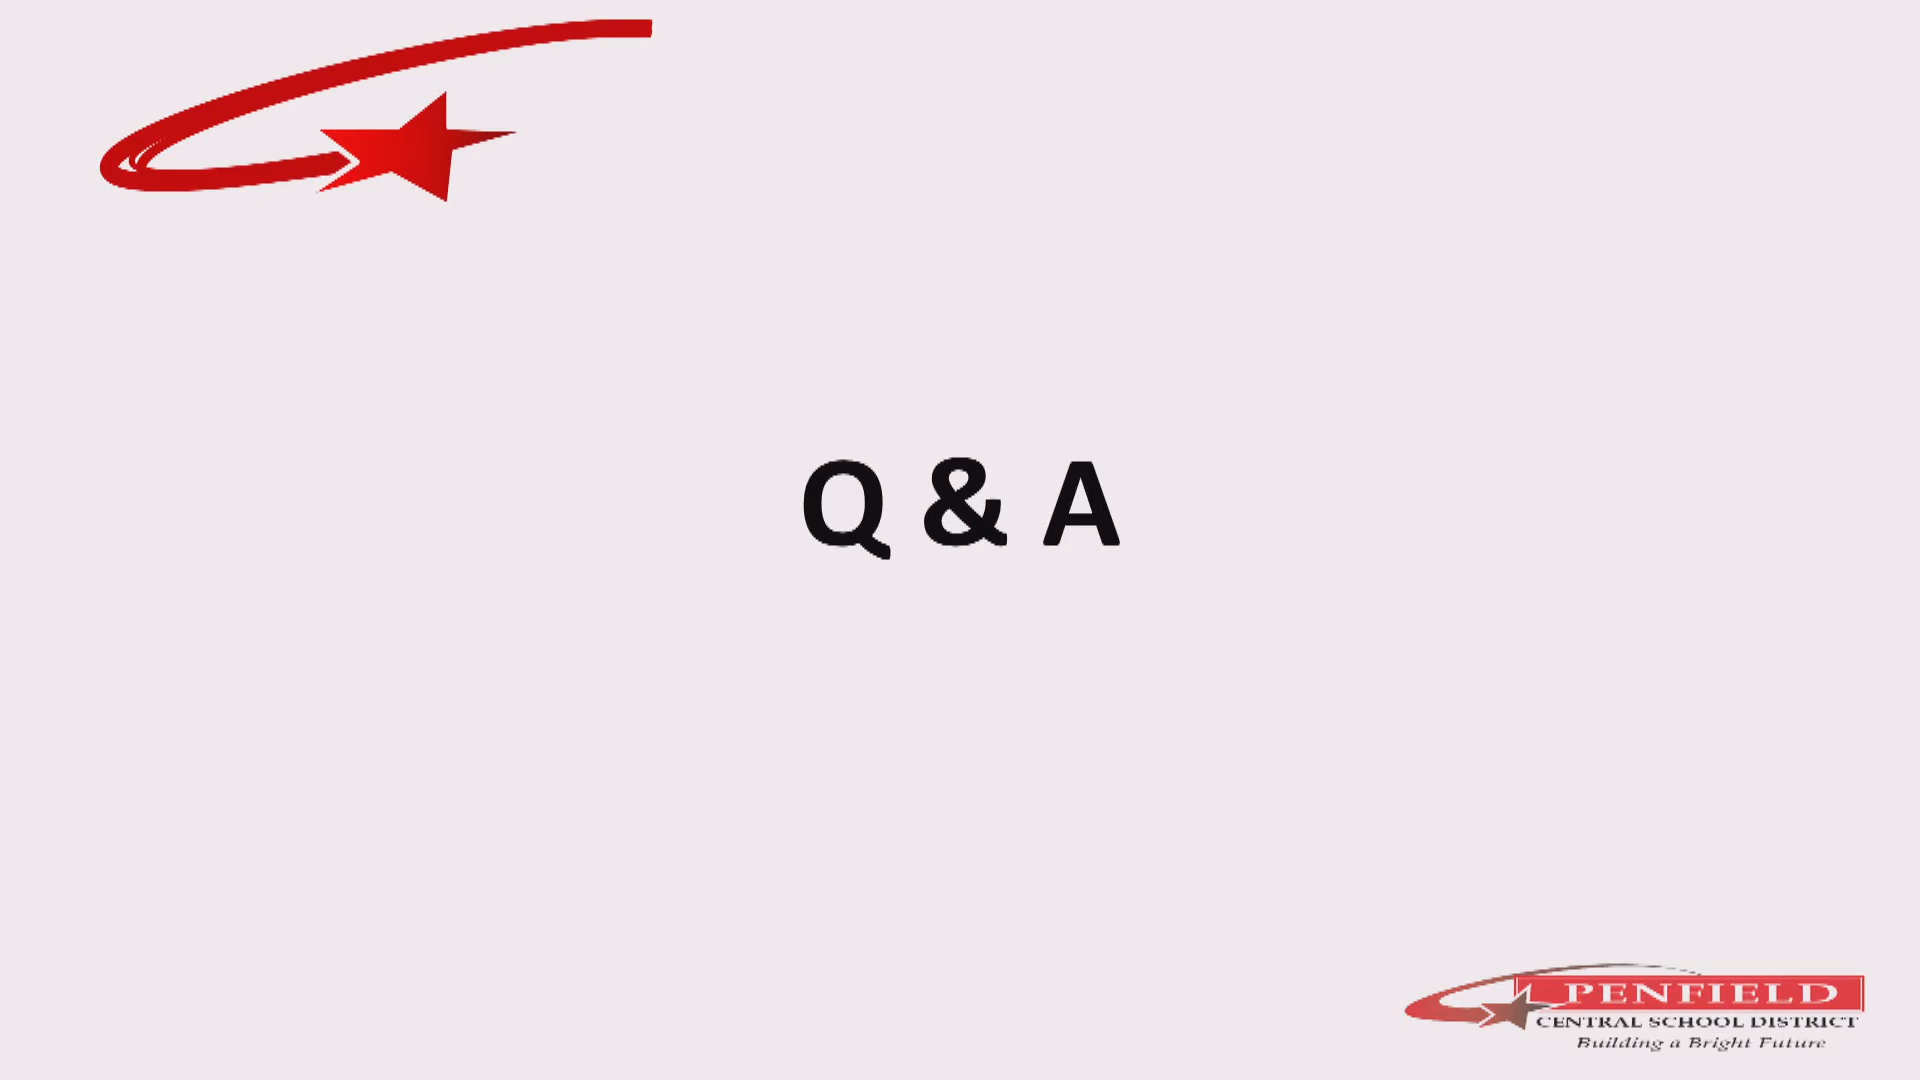 Q & A
PENFIELD
CENTRAL SCHOOL DISTRICT
Building a Bright Future